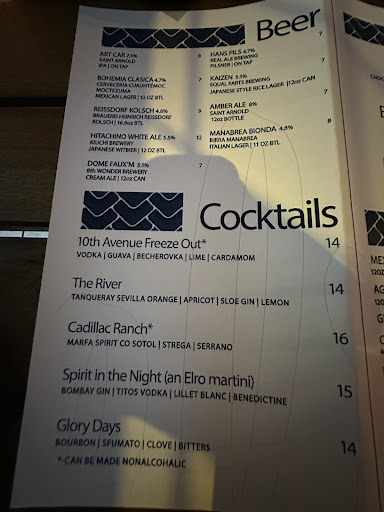 Beer
ART CAR 7.1% 8
SAINT ARNOLD
IPA | ON TAP
BOHEMIA CLASICA 4.7% 7
CERVECERÍA CUAUHTÉMOC
MOCTEZUMA
MEXICAN LAGER | 12 OZ BTL
REISSDORF KOLSCH 4.8% 9
BRAUEREI HEINRICH REISSDORF
KOLSCH | 16.9oz BTL
HITACHINO WHITE ALE 5.5% 12
KIUCHI BREWERY
JAPANESE WITBIER | 12 OZ BTL
DOME FAUX'M 5.1% 7
8th WONDER BREWERY
CREAM ALE | 12oz CAN
HANS PILS 4.7% 7
REAL ALE BREWING
PILSNER | ON TAP
KAIZEN 5.1% 7
EQUAL PARTS BREWING
JAPANESE STYLE RICE LAGER |12oz CAN
AMBER ALE 6% 7
SAINT ARNOLD
12oz BOTTLE
MANABREA BIONDA 4.8% 8
BIRRA MANABREA
ITALIAN LAGER | 11 OZ BTL
Cocktails
10th Avenue Freeze Out* 14
VODKA | GUAVA | BECHEROVKA | LIME | CARDAMOM
The River 14
TANQUERAY SEVILLA ORANGE | APRICOT | SLOE GIN | LEMON
Cadillac Ranch* 16
MARFA SPIRIT CO SOTOL | STREGA | SERRANO
Spirit in the Night (an Elro martini) 15
BOMBAY GIN | TITOS VODKA | LILLET BLANC | BENEDICTINE
Glory Days 14
BOURBON | SFUMATO | CLOVE | BITTERS
*-CAN BE MADE NONALCOHALIC